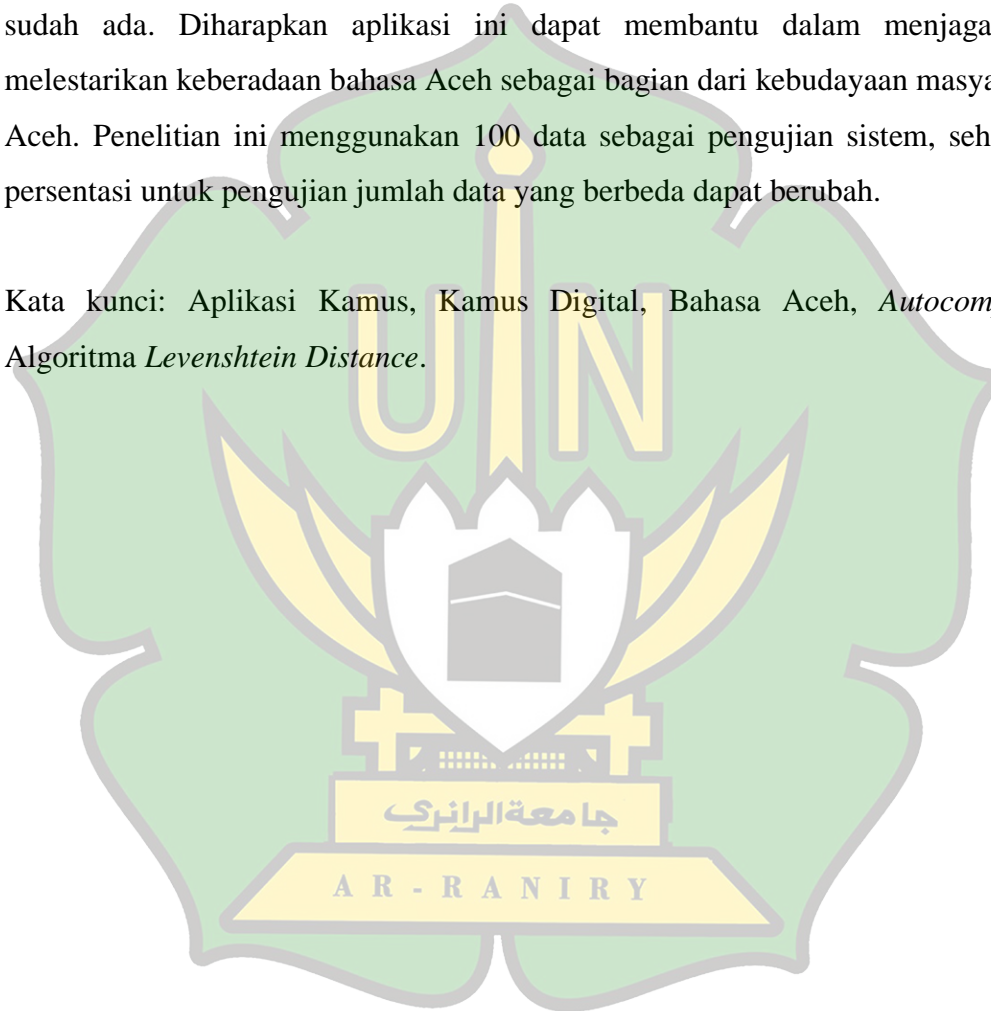 sudah ada. Diharapkan aplikasi ini dapat membantu dalam menjaga
melestarikan keberadaan bahasa Aceh sebagai bagian dari kebudayaan masya
Aceh. Penelitian ini menggunakan 100 data sebagai pengujian sistem, seh
persentasi untuk pengujian jumlah data yang berbeda dapat berubah.
Kata kunci: Aplikasi Kamus, Kamus Digital, Bahasa Aceh, Autocom
Algoritma Levenshtein Distance.
UIN
جامعةالرانري
AR-RANIRY